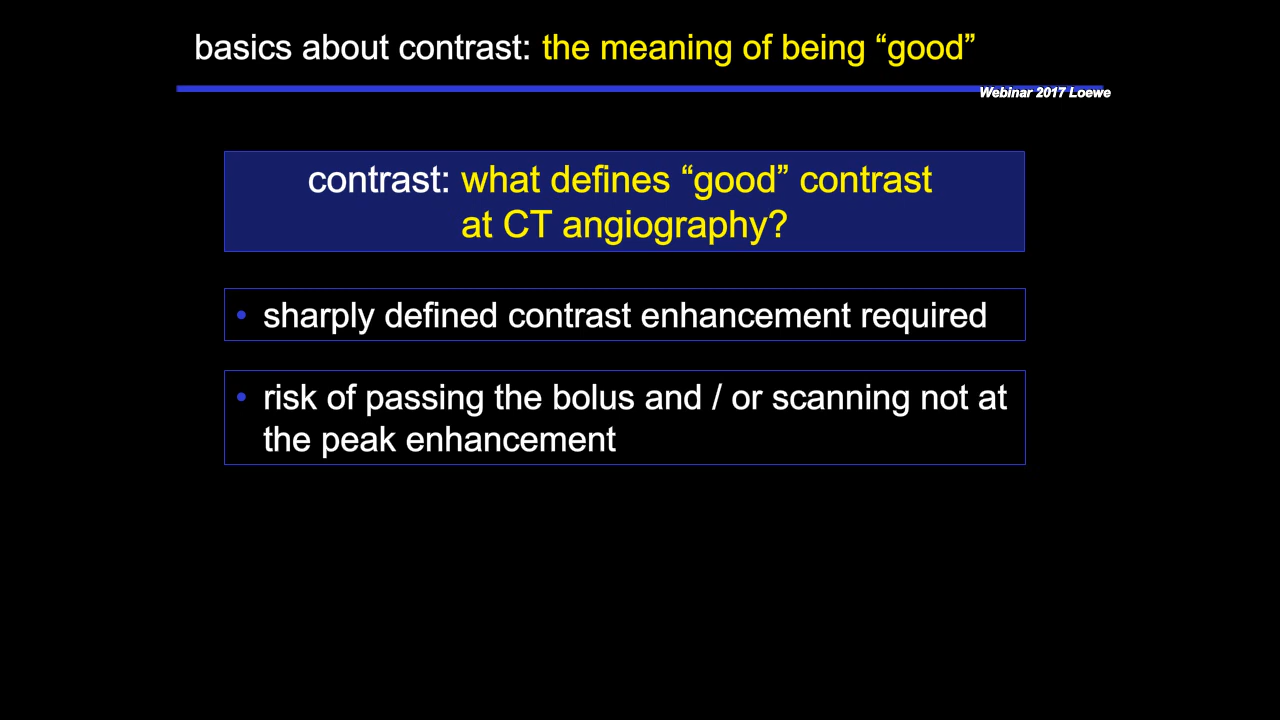 basics about contrast: the meaning of being “good”
Webinar 2017 Loewe
contrast: what defines “good” contrast
at CT angiography?
• sharply defined contrast enhancement required
• risk of passing the bolus and / or scanning not at
the peak enhancement